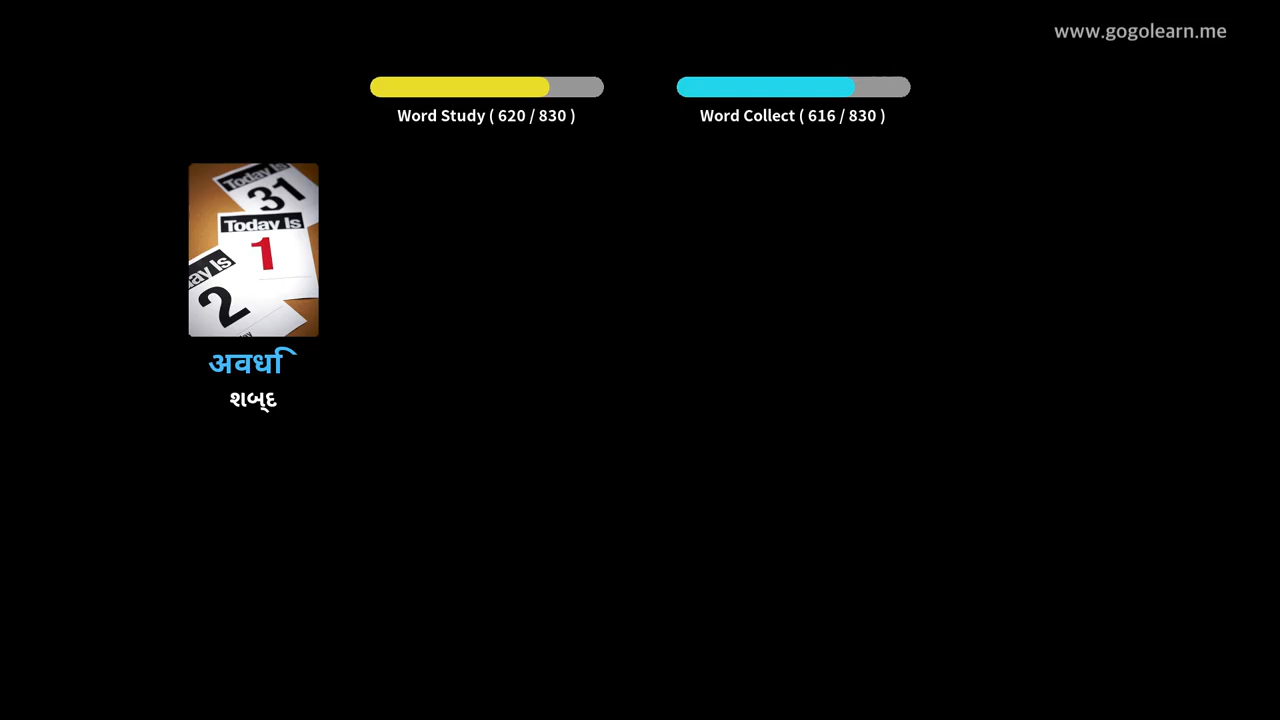 www.gogolearn.me
Word Study ( 620 / 830 )
Word Collect ( 616 / 830 )
Today Is
31
Today Is
1
ay Is
2
अवधि
શબ્દ